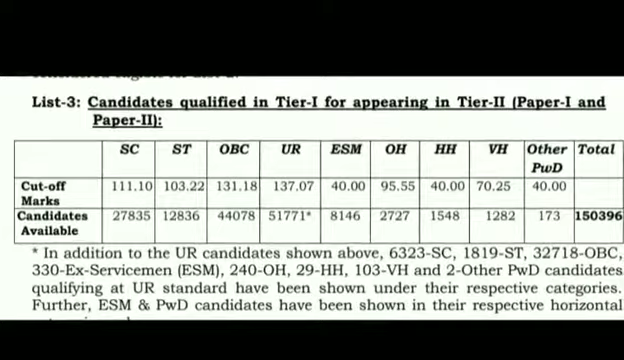 List-3: Candidates qualified in Tier-I for appearing in Tier-II (Paper-I and
Paper-II):
SC ST OBC UR ESM OH HH VH Other PwD Total
Cut-off Marks 111.10 103.22 131.18 137.07 40.00 95.55 40.00 70.25 40.00
Candidates Available 27835 12836 44078 51771* 8146 2727 1548 1282 173 150396
* In addition to the UR candidates shown above, 6323-SC, 1819-ST, 32718-OBC,
330-Ex-Servicemen (ESM), 240-OH, 29-HH, 103-VH and 2-Other PwD candidates
qualifying at UR standard have been shown under their respective categories.
Further, ESM & PwD candidates have been shown in their respective horizontal